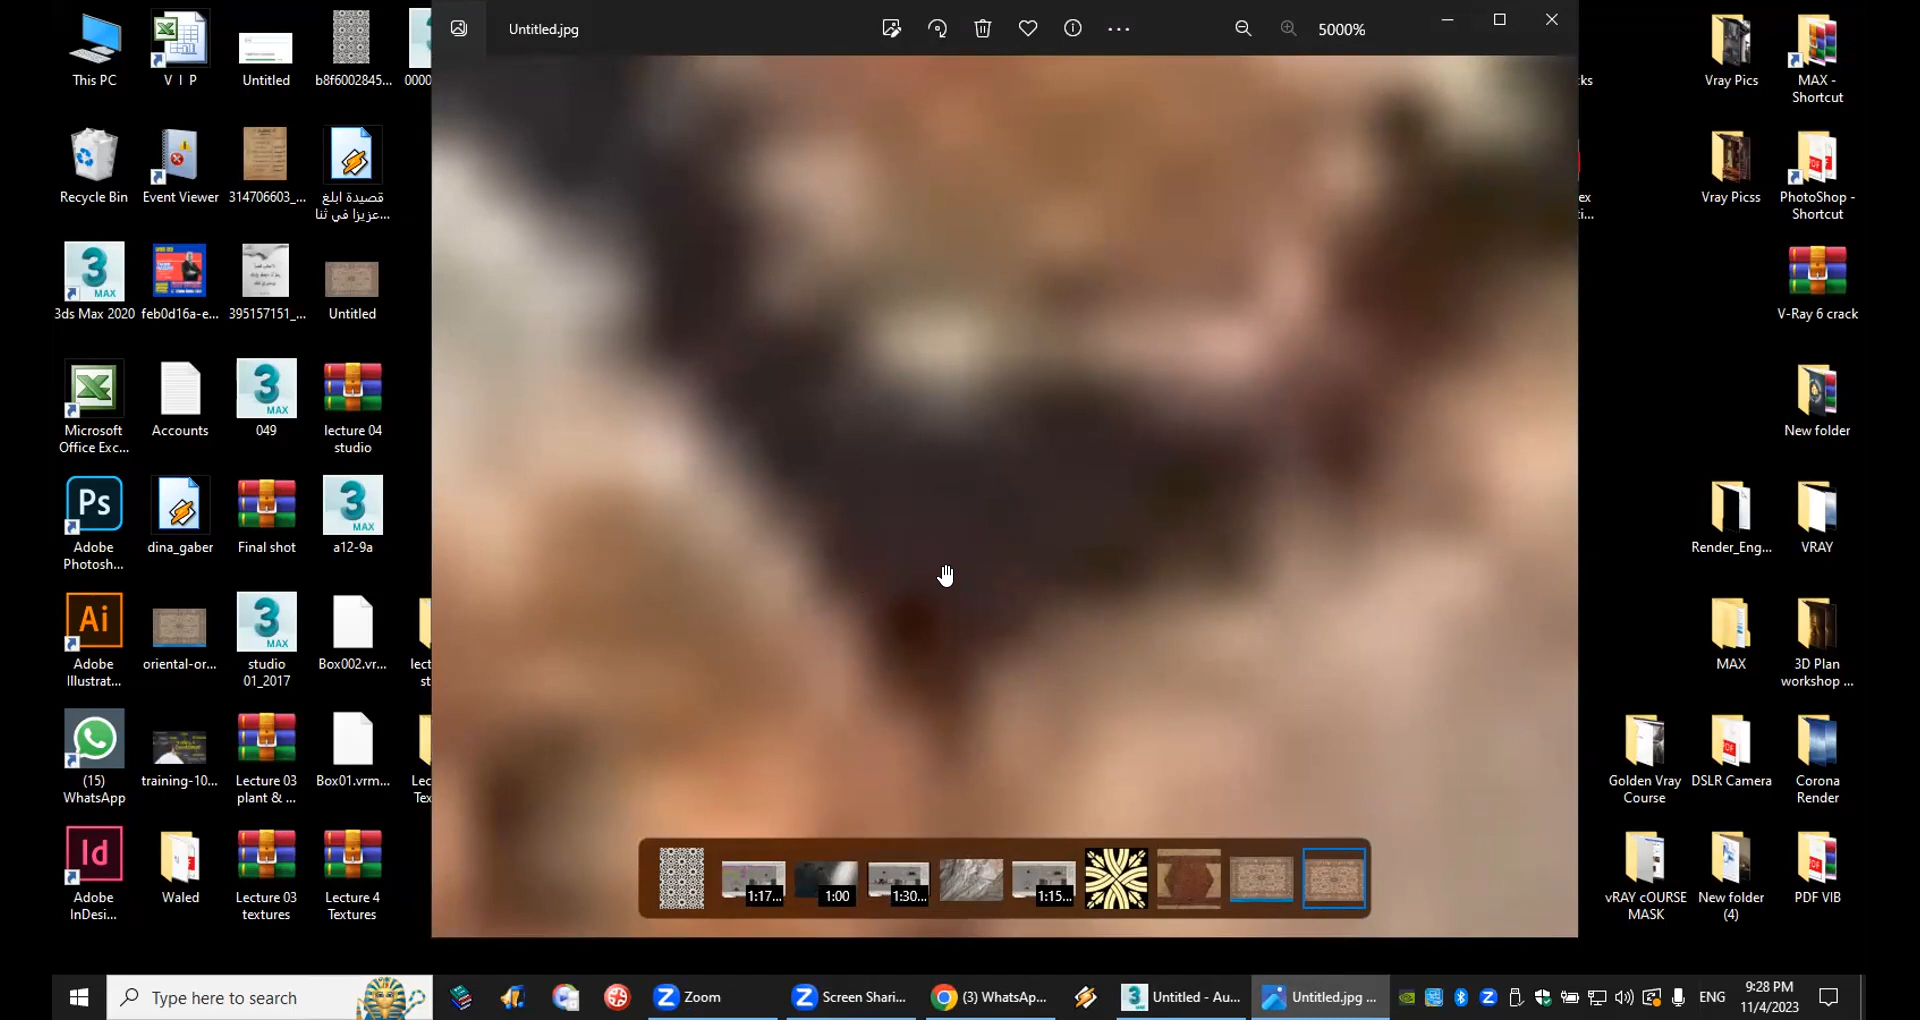 Untitled.jpg
5000%
This PC
V I P
Untitled
b8f6002845...
0000
cks
Vray Pics
MAX -
Shortcut
Recycle Bin
Event Viewer
314706603_...
قصيدة ابلغ
عزيزا في ثنا...
ex
ti...
Vray Picss
PhotoShop -
Shortcut
3ds Max 2020
feb0d16a-e...
395157151_...
Untitled
V-Ray 6 crack
Microsoft
Office Exc...
Accounts
049
lecture 04
studio
New folder
Adobe
Photosh...
dina_gaber
Final shot
a12-9a
Render_Eng...
VRAY
Adobe
Illustrat...
oriental-or...
studio
01_2017
Box002.vr...
lect
st
MAX
3D Plan
workshop ...
(15)
WhatsApp
training-10...
Lecture 03
plant & ...
Box01.vrm...
Lec
Tex
Golden Vray
Course
DSLR Camera
Corona
Render
Adobe
InDesi...
Waled
Lecture 03
textures
Lecture 4
Textures
1:17...
1:00
1:30...
1:15...
vRAY cOURSE
MASK
New folder
(4)
PDF VIB
Type here to search
Zoom
Screen Shari...
(3) WhatsAp...
Untitled - Au...
Untitled.jpg ...
ENG
9:28 PM
11/4/2023